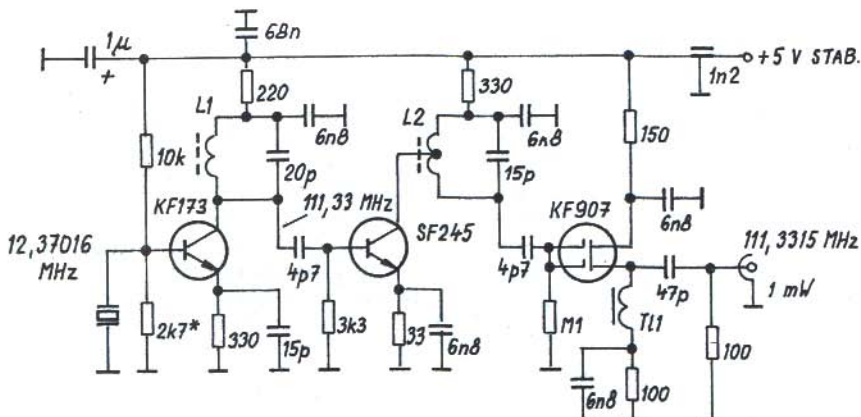 68n
1μ
+
+5 V STAB.
1n2
220
330
L1
6n8
L2
6n8
10k
20p
15p
150
KF173
111,33 MHz
KF907
6n8
SF245
12,37016
MHz
4p7
4p7
111,3315 MHz
47p
1 mW
2k7*
330
15p
3k3
33
6n8
M1
Tl1
100
6n8
100